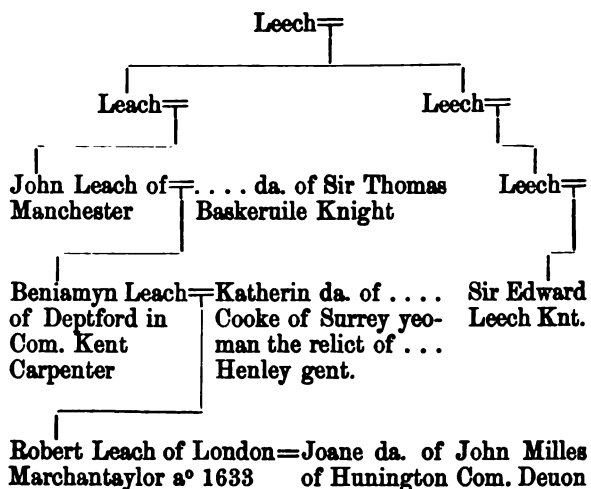 Leech
Leach Leech
John Leach of .... da. of Sir Thomas Leech
Manchester Baskeruile Knight
Beniamyn Leach Katherin da. of .... Sir Edward
of Deptford in Cooke of Surrey yeo- Leech Knt.
Com. Kent man the relict of ...
Carpenter Henley gent.
Robert Leach of London=Joane da. of John Milles
Marchantaylor aº 1633 of Hunington Com. Deuon